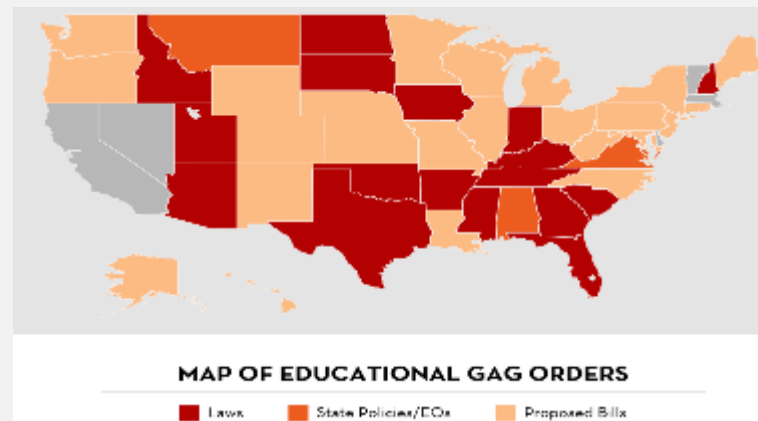 MAP OF EDUCATIONAL GAG ORDERS
Laws State Policies/EOs Proposed Bills